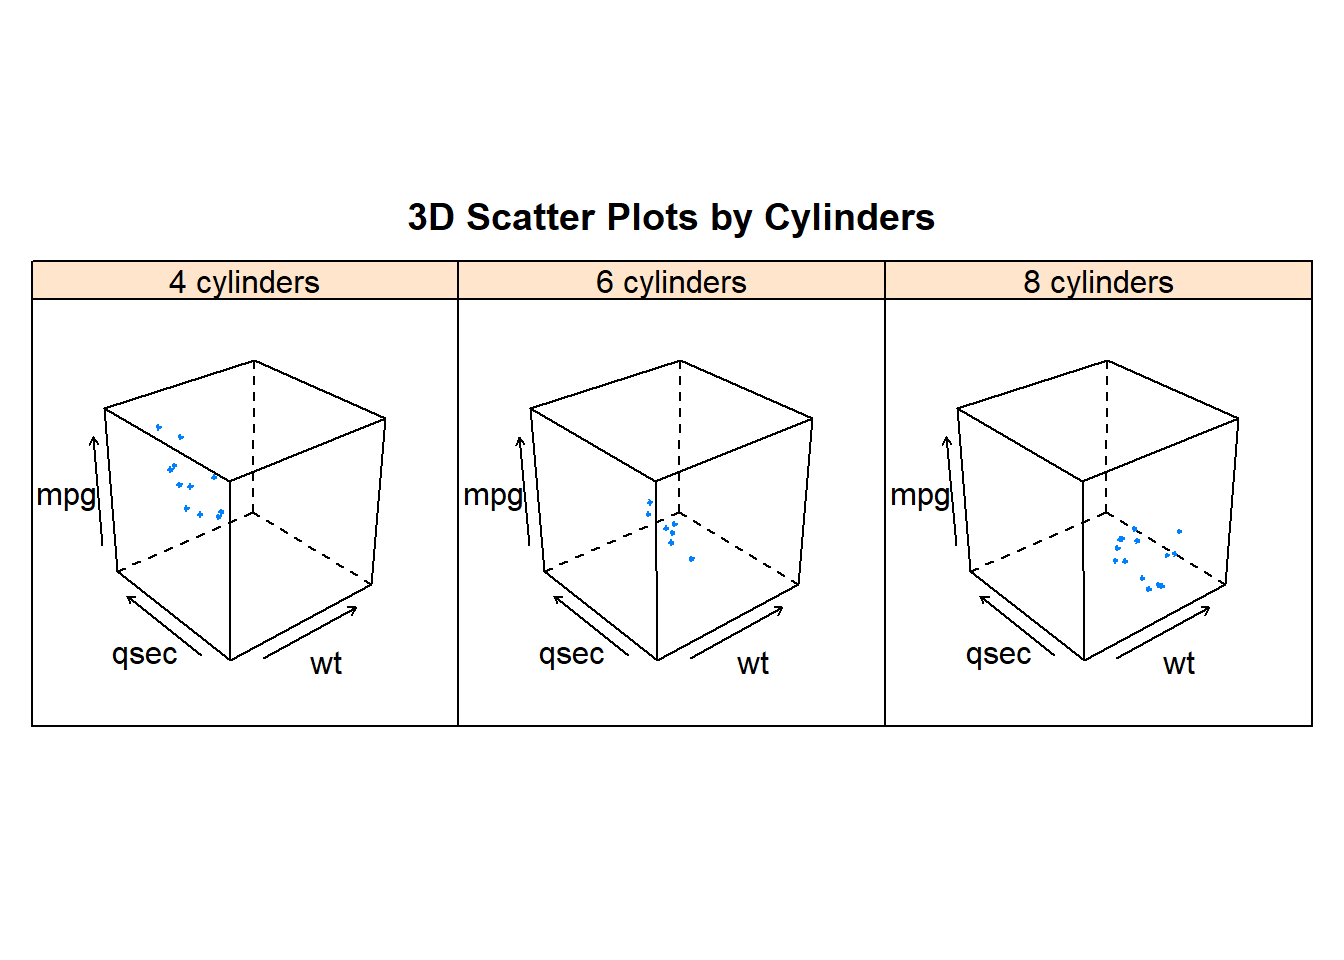 3D Scatter Plots by Cylinders
4 cylinders
6 cylinders
8 cylinders
mpg
qsec
wt
mpg
qsec
wt
mpg
qsec
wt